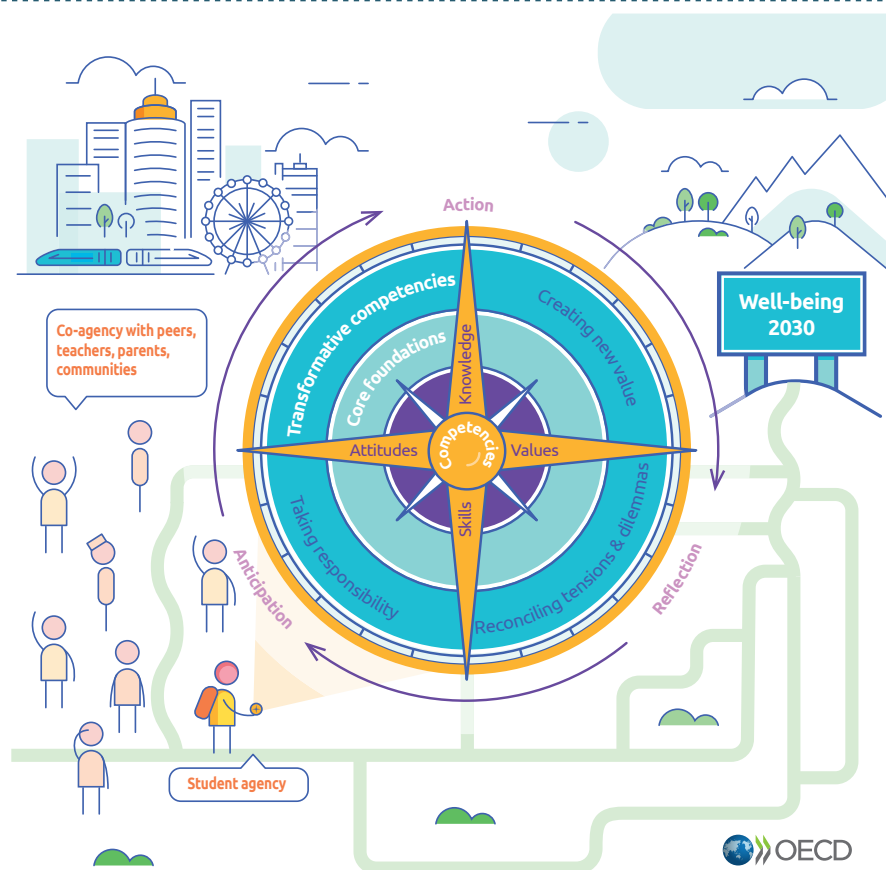 Action
Well-being
2030
Co-agency with peers,
teachers, parents,
communities
Transformative competencies
Creating new value
Core foundations
Knowledge
Attitudes
Competencies
Values
Skills
Taking responsibility
Reconciling tensions & dilemmas
Anticipation
Reflection
Student agency
OECD